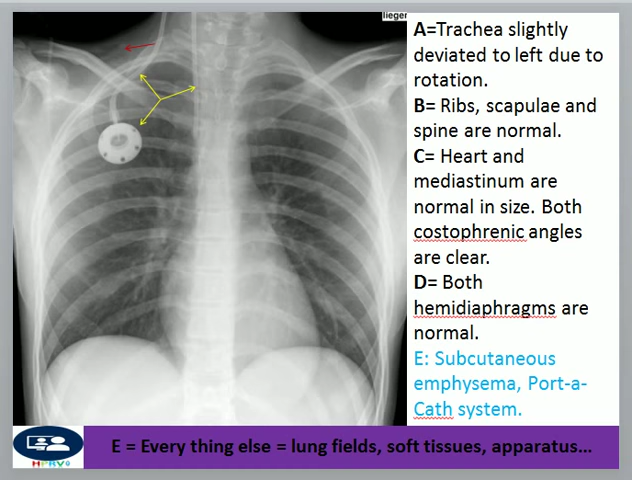 lieger
A=Trachea slightly
deviated to left due to
rotation.
B= Ribs, scapulae and
spine are normal.
C= Heart and
mediastinum are
normal in size. Both
costophrenic angles
are clear.
D= Both
hemidiaphragms are
normal.
E: Subcutaneous
emphysema, Port-a-
Cath system.
E = Every thing else = lung fields, soft tissues, apparatus...